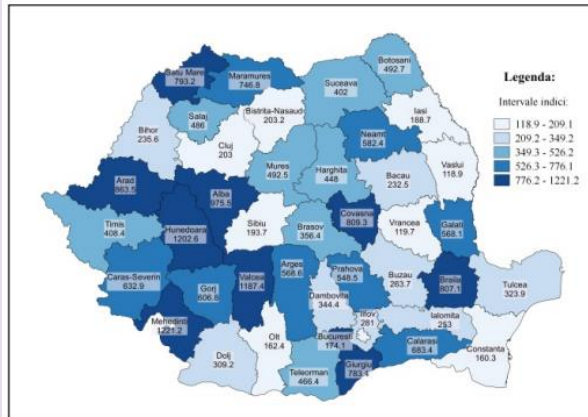 Satu Mare
793.2
Maramures
746.8
Botosani
492.7
Suceava
402
Legenda:
Intervale indici:
118.9 - 209.1
209.2 - 349.2
349.3 - 526.2
526.3 - 776.1
776.2 - 1221.2
Salaj
486
Bistrita-Nasaud
203.2
Iasi
188.7
Neamt
582.4
Bihor
235.6
Cluj
203
Mures
492.5
Harghita
448
Bacau
232.5
Vaslui
118.9
Arad
863.5
Alba
975.5
Timis
408.4
Hunedoara
1202.6
Sibiu
193.7
Brasov
356.4
Covasna
809.3
Vrancea
119.7
Galati
568.1
Caras-Severin
632.9
Gorj
606.8
Valcea
1187.4
Arges
568.6
Prahova
548.5
Dambovita
344.4
Buzau
263.7
Braila
807.1
Tulcea
323.9
Mehedinti
1221.2
Dolj
309.2
Olt
162.4
Teleorman
466.4
Ilfov
281
Bucuresti
174.1
Giurgiu
783.4
Ialomita
253
Calarasi
683.4
Constanta
160.3